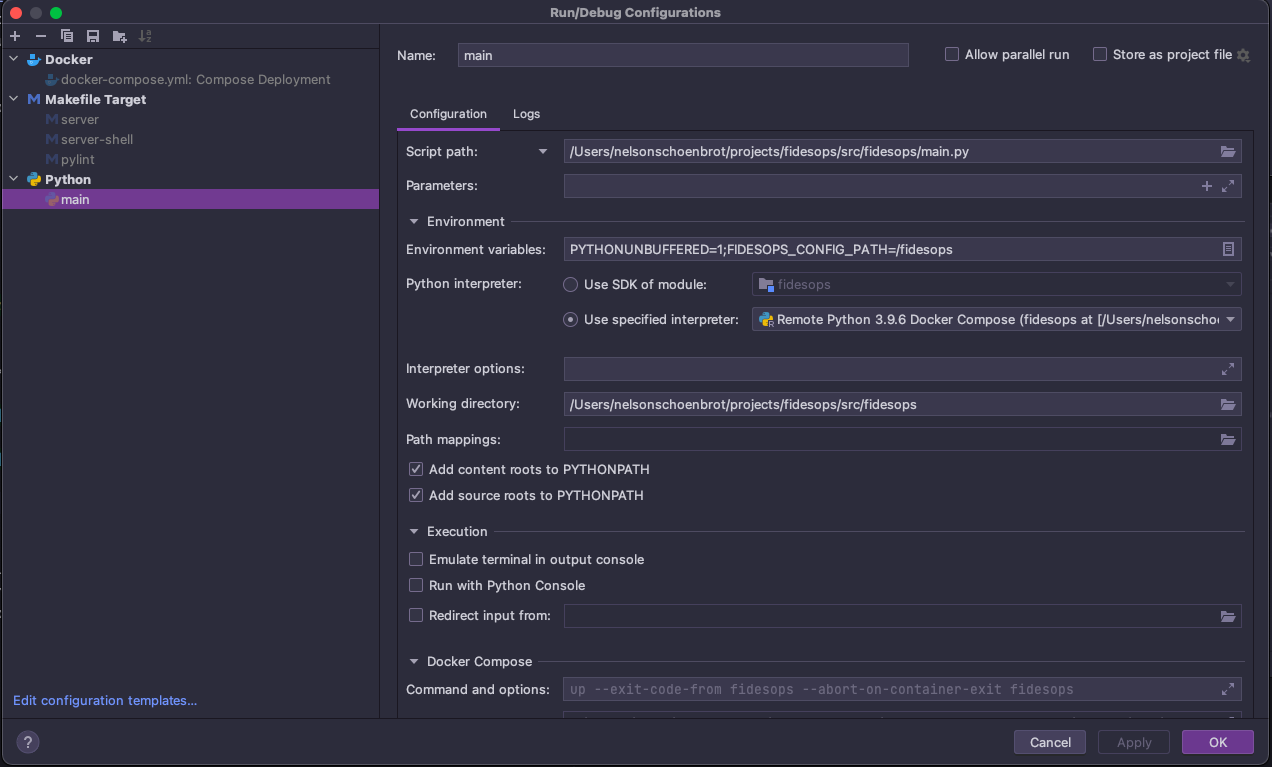 Run/Debug Configurations
Docker
docker-compose.yml: Compose Deployment
Makefile Target
server
server-shell
pylint
Python
main
Edit configuration templates...
Name: main
Allow parallel run
Store as project file
Configuration Logs
Script path: /Users/nelsonschoenbrot/projects/fidesops/src/fidesops/main.py
Parameters:
Environment
Environment variables: PYTHONUNBUFFERED=1;FIDESOPS_CONFIG_PATH=/fidesops
Python interpreter: Use SDK of module: fidesops
Use specified interpreter: Remote Python 3.9.6 Docker Compose (fidesops at [/Users/nelsonschoe
Interpreter options:
Working directory: /Users/nelsonschoenbrot/projects/fidesops/src/fidesops
Path mappings:
Add content roots to PYTHONPATH
Add source roots to PYTHONPATH
Execution
Emulate terminal in output console
Run with Python Console
Redirect input from:
Docker Compose
Command and options: up --exit-code-from fidesops --abort-on-container-exit fidesops
? Cancel Apply OK